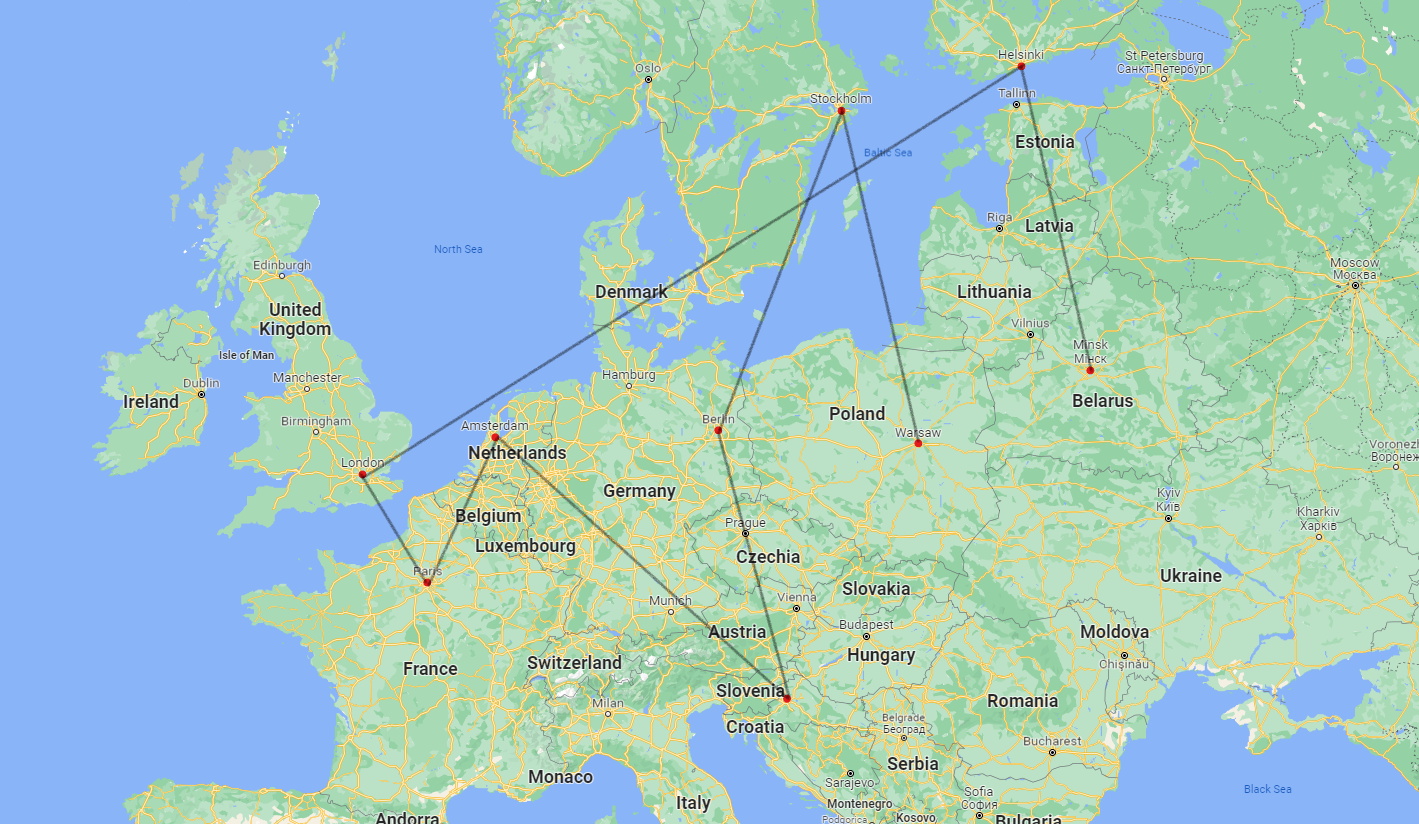 Helsinki
Oslo
St Petersburg
Санкт-Петербург
Stockholm
Tallinn
Estonia
Baltic Sea
Riga
Latvia
North Sea
Edinburgh
Moscow
Москва
Denmark
Lithuania
United
Kingdom
Vilnius
Isle of Man
Minsk
Мінск
Hamburg
Manchester
Dublin
Ireland
Belarus
Poland
Birmingham
Berlin
Amsterdam
Warsaw
Netherlands
Voronezh
Воронеж
London
Germany
Kyiv
Київ
Belgium
Kharkiv
Харків
Prague
Luxembourg
Czechia
Paris
Ukraine
Slovakia
Munich
Vienna
Budapest
Austria
Moldova
Hungary
Chișinău
Switzerland
France
Slovenia
Romania
Milan
Belgrade
Београд
Croatia
Bucharest
Serbia
Monaco
Sarajevo
Black Sea
Sofia
София
Italy
Montenegro
Andorra
Podgorica
Kosovo
Bulgaria